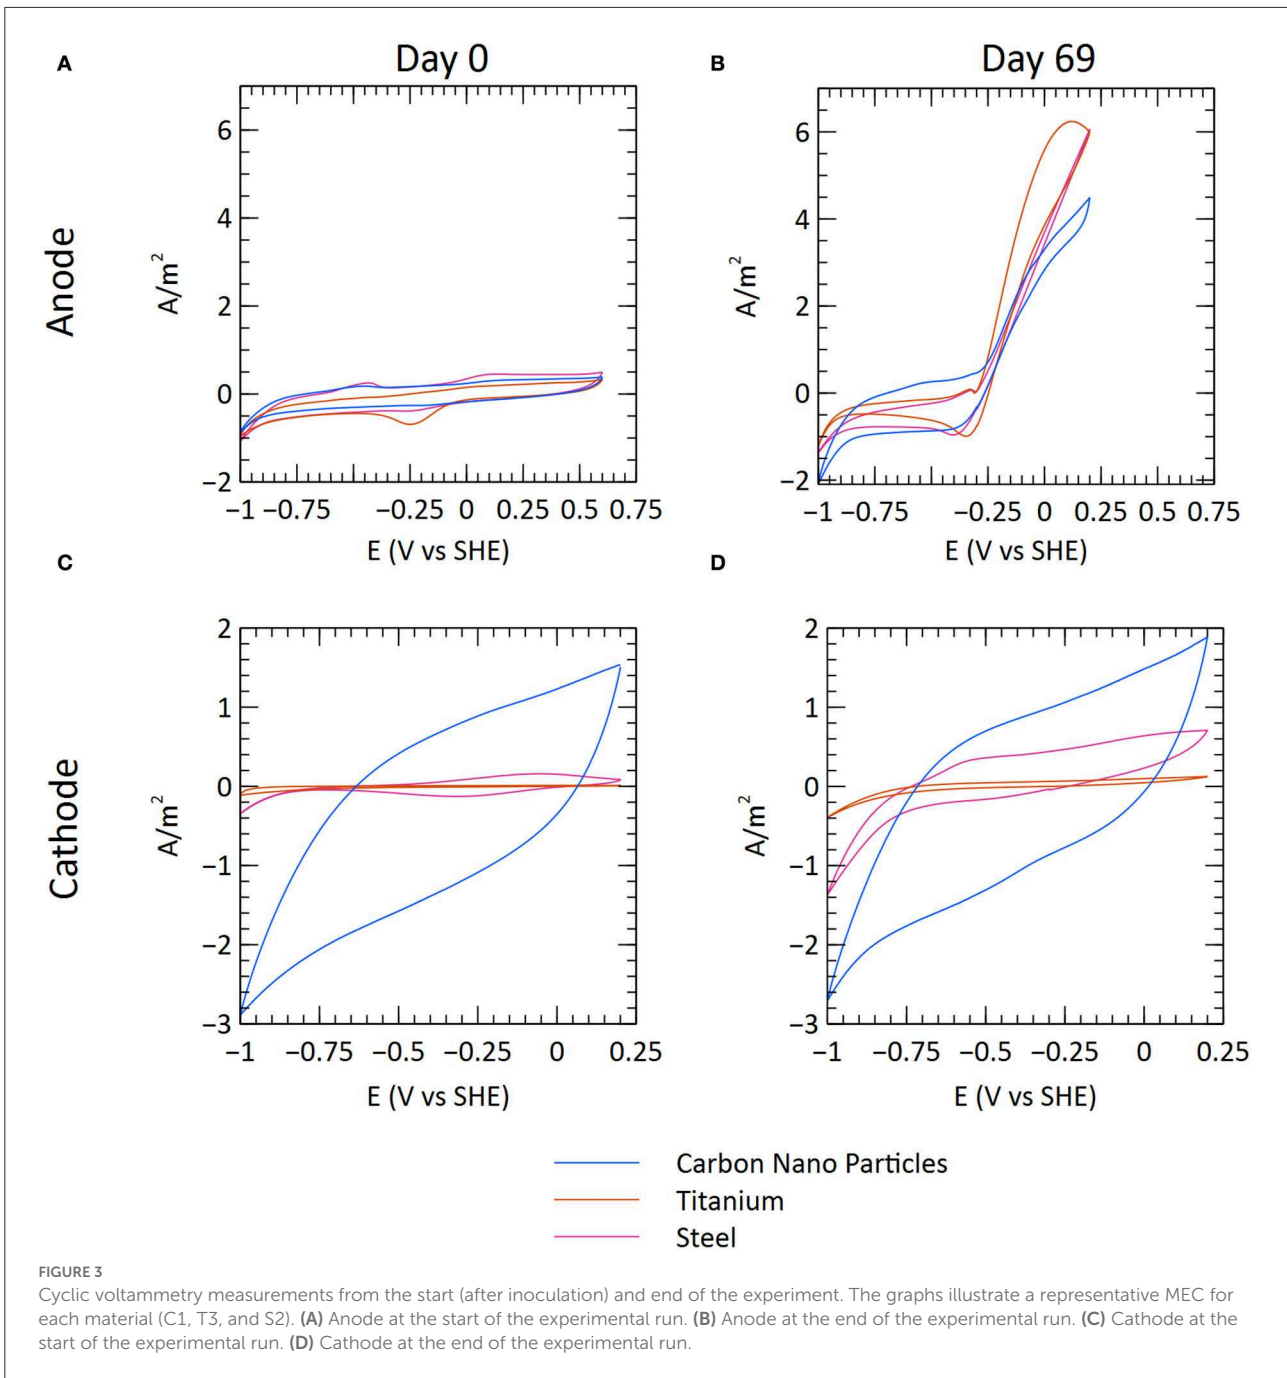 A
Day 0
B
Day 69
Anode
A/m²
6
4
2
0
−2
−1 −0.75 −0.25 0 0.25 0.5 0.75
E (V vs SHE)
A/m²
6
4
2
0
−2
−1 −0.75 −0.25 0 0.25 0.5 0.75
E (V vs SHE)
C
D
Cathode
A/m²
2
1
0
−1
−2
−3
−1 −0.75 −0.5 −0.25 0 0.25
E (V vs SHE)
A/m²
2
1
0
−1
−2
−3
−1 −0.75 −0.5 −0.25 0 0.25
E (V vs SHE)
Carbon Nano Particles
Titanium
Steel
FIGURE 3
Cyclic voltammetry measurements from the start (after inoculation) and end of the experiment. The graphs illustrate a representative MEC for
each material (C1, T3, and S2). (A) Anode at the start of the experimental run. (B) Anode at the end of the experimental run. (C) Cathode at the
start of the experimental run. (D) Cathode at the end of the experimental run.